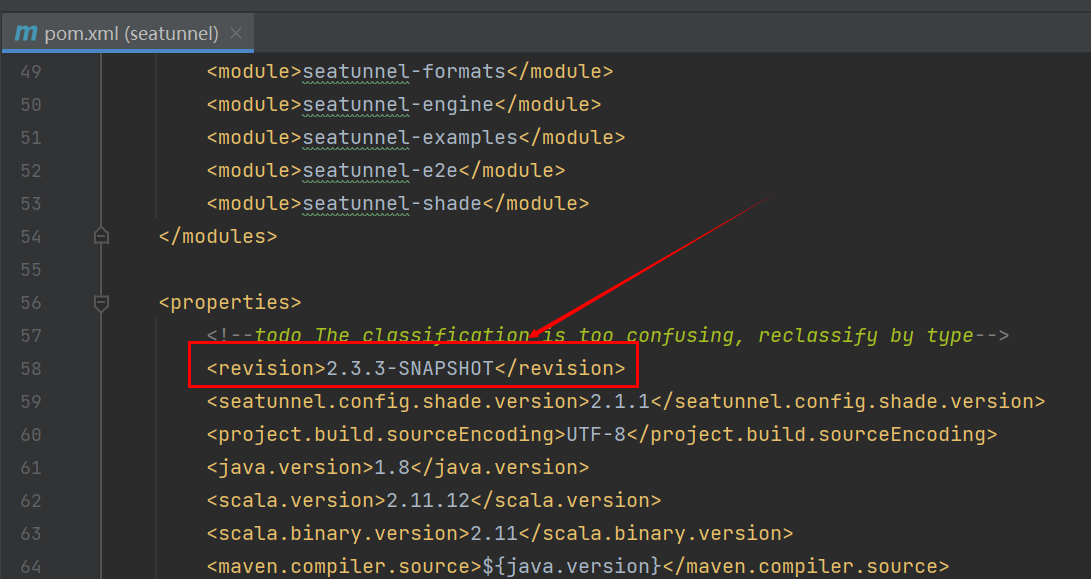 m pom.xml (seatunnel) ×
49 <module>seatunnel-formats</module>
50 <module>seatunnel-engine</module>
51 <module>seatunnel-examples</module>
52 <module>seatunnel-e2e</module>
53 <module>seatunnel-shade</module>
54 </modules>
55
56 <properties>
57 <!--todo The classification is too confusing, reclassify by type-->
58 <revision>2.3.3-SNAPSHOT</revision>
59 <seatunnel.config.shade.version>2.1.1</seatunnel.config.shade.version>
60 <project.build.sourceEncoding>UTF-8</project.build.sourceEncoding>
61 <java.version>1.8</java.version>
62 <scala.version>2.11.12</scala.version>
63 <scala.binary.version>2.11</scala.binary.version>
64 <maven.compiler.source>${java.version}</maven.compiler.source>